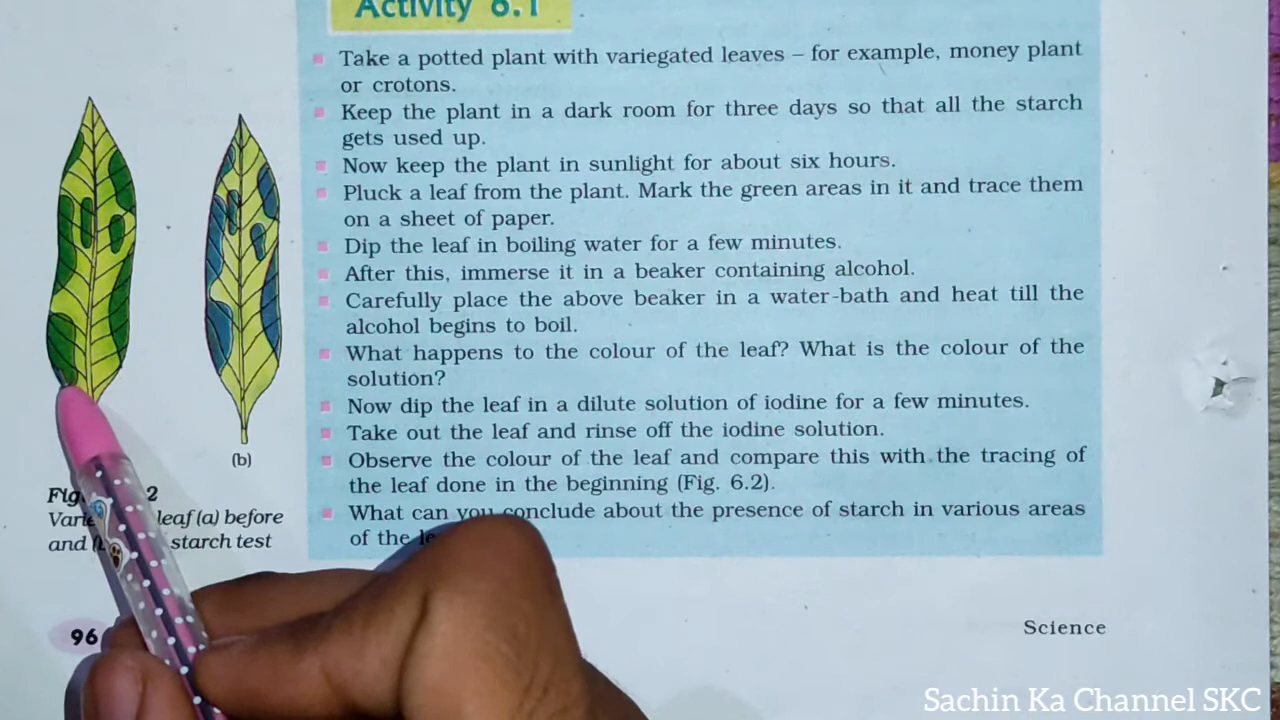 Activity 6.1
Take a potted plant with variegated leaves – for example, money plant
or crotons.
Keep the plant in a dark room for three days so that all the starch
gets used up.
Now keep the plant in sunlight for about six hours.
Pluck a leaf from the plant. Mark the green areas in it and trace them
on a sheet of paper.
Dip the leaf in boiling water for a few minutes.
After this, immerse it in a beaker containing alcohol.
Carefully place the above beaker in a water-bath and heat till the
alcohol begins to boil.
What happens to the colour of the leaf? What is the colour of the
solution?
Now dip the leaf in a dilute solution of iodine for a few minutes.
Take out the leaf and rinse off the iodine solution.
Observe the colour of the leaf and compare this with the tracing of
the leaf done in the beginning (Fig. 6.2).
What can you conclude about the presence of starch in various areas
of the
(b)
2
leaf (a) before
and starch test
96
Science
Sachin Ka Channel SKC